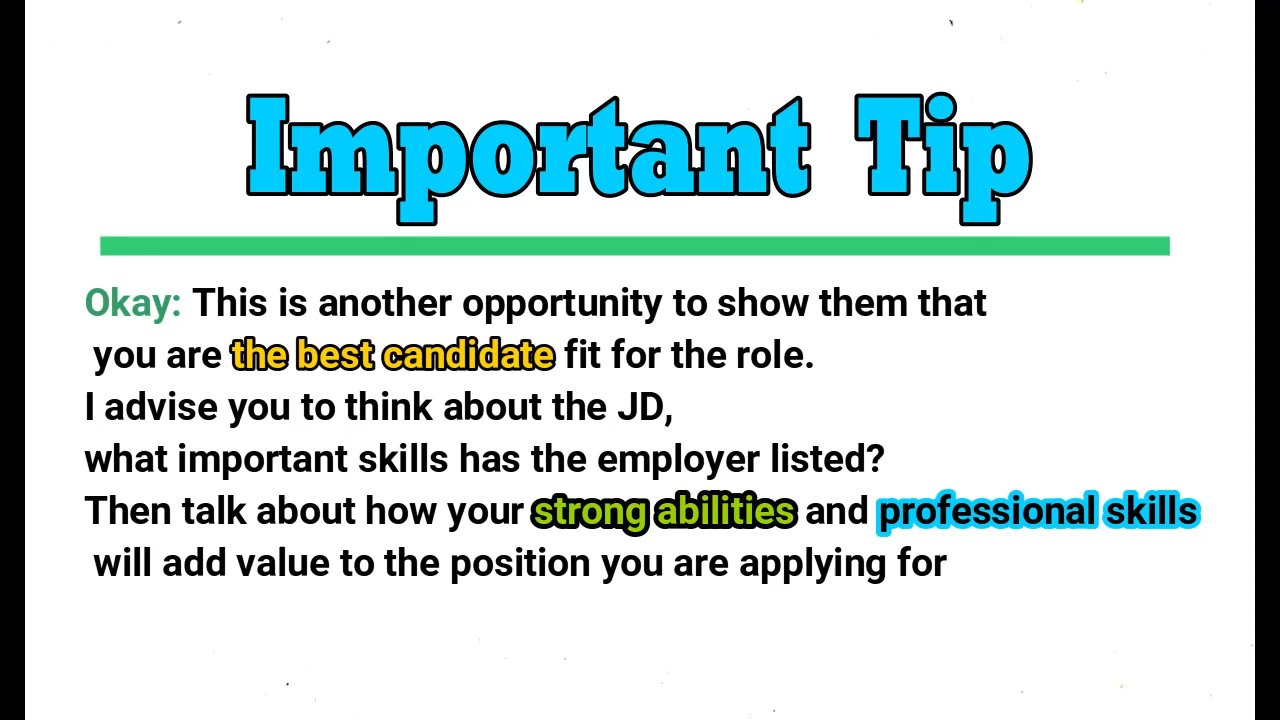 Important Tip
Okay: This is another opportunity to show them that
you are the best candidate fit for the role.
I advise you to think about the JD,
what important skills has the employer listed?
Then talk about how your strong abilities and professional skills
will add value to the position you are applying for